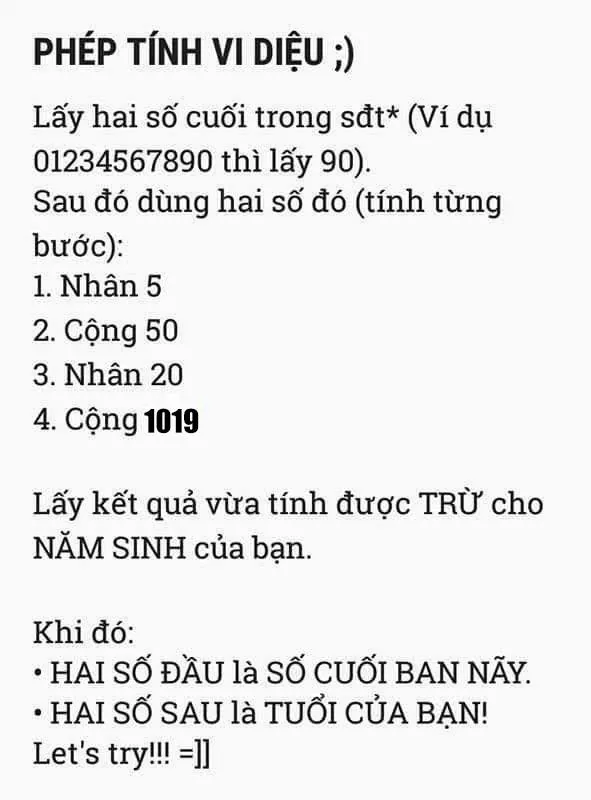 PHÉP TÍNH VI DIỆU ;)
Lấy hai số cuối trong sđt* (Ví dụ
01234567890 thì lấy 90).
Sau đó dùng hai số đó (tính từng
bước):
1. Nhân 5
2. Cộng 50
3. Nhân 20
4. Cộng 1019
Lấy kết quả vừa tính được TRỪ cho
NĂM SINH của bạn.
Khi đó:
• HAI SỐ ĐẦU là SỐ CUỐI BAN NÃY.
• HAI SỐ SAU là TUỔI CỦA BẠN!
Let's try!!! =]]